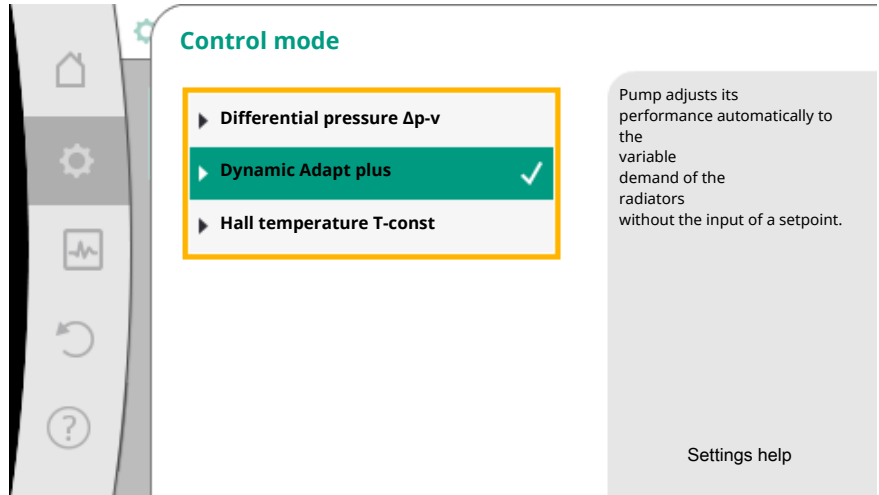 Control mode
Differential pressure Δp-v
Dynamic Adapt plus
Hall temperature T-const
Pump adjusts its
performance automatically to
the
variable
demand of the
radiators
without the input of a setpoint.
Settings help